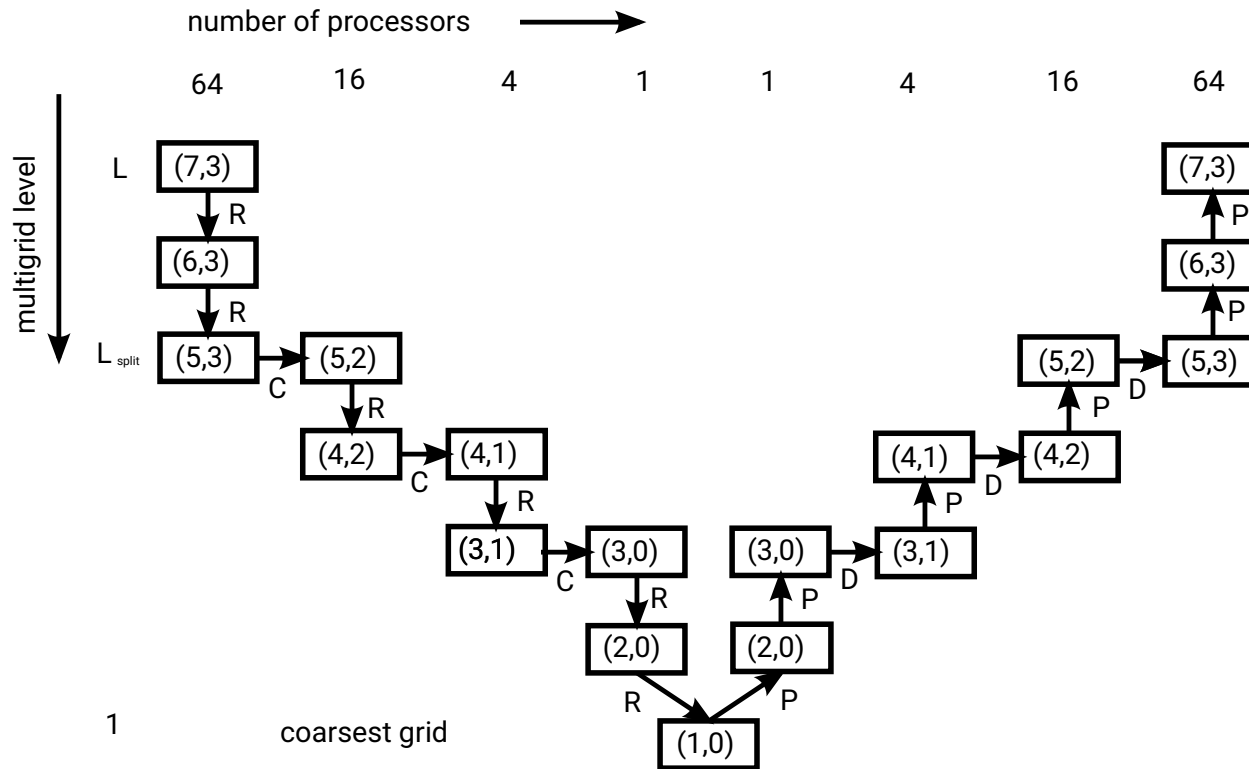 number of processors
64 16 4 1 1 4 16 64
multigrid level
L (7,3) (7,3)
R P
(6,3) (6,3)
R P
L split (5,3) (5,2) (5,2) (5,3)
C D
R P
(4,2) (4,1) (4,1) (4,2)
C D
R P
(3,1) (3,0) (3,0) (3,1)
C D
R P
(2,0) (2,0)
R P
1 coarsest grid (1,0)